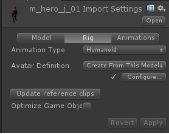 m_hero_j_01 Import Settings
Open
Model Rig Animations
Animation Type Humanoid
Avatar Definition Create From This Model
Configure...
Update reference clips
Optimize Game Obje
Revert Apply